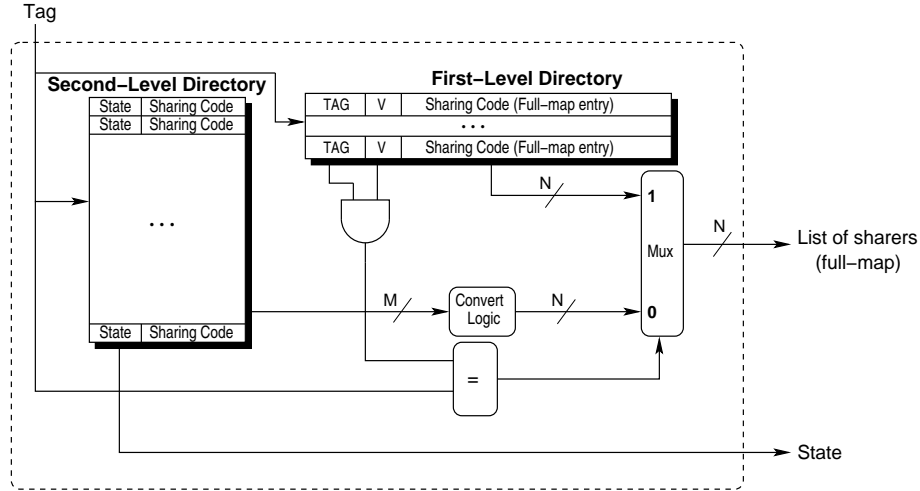 Tag
First−Level Directory
Second−Level Directory
State Sharing Code
State Sharing Code
TAG V Sharing Code (Full−map entry)
. . .
TAG V Sharing Code (Full−map entry)
. . .
N
1
Mux
0
N
List of sharers
(full−map)
M
Convert
Logic
N
State Sharing Code
=
State